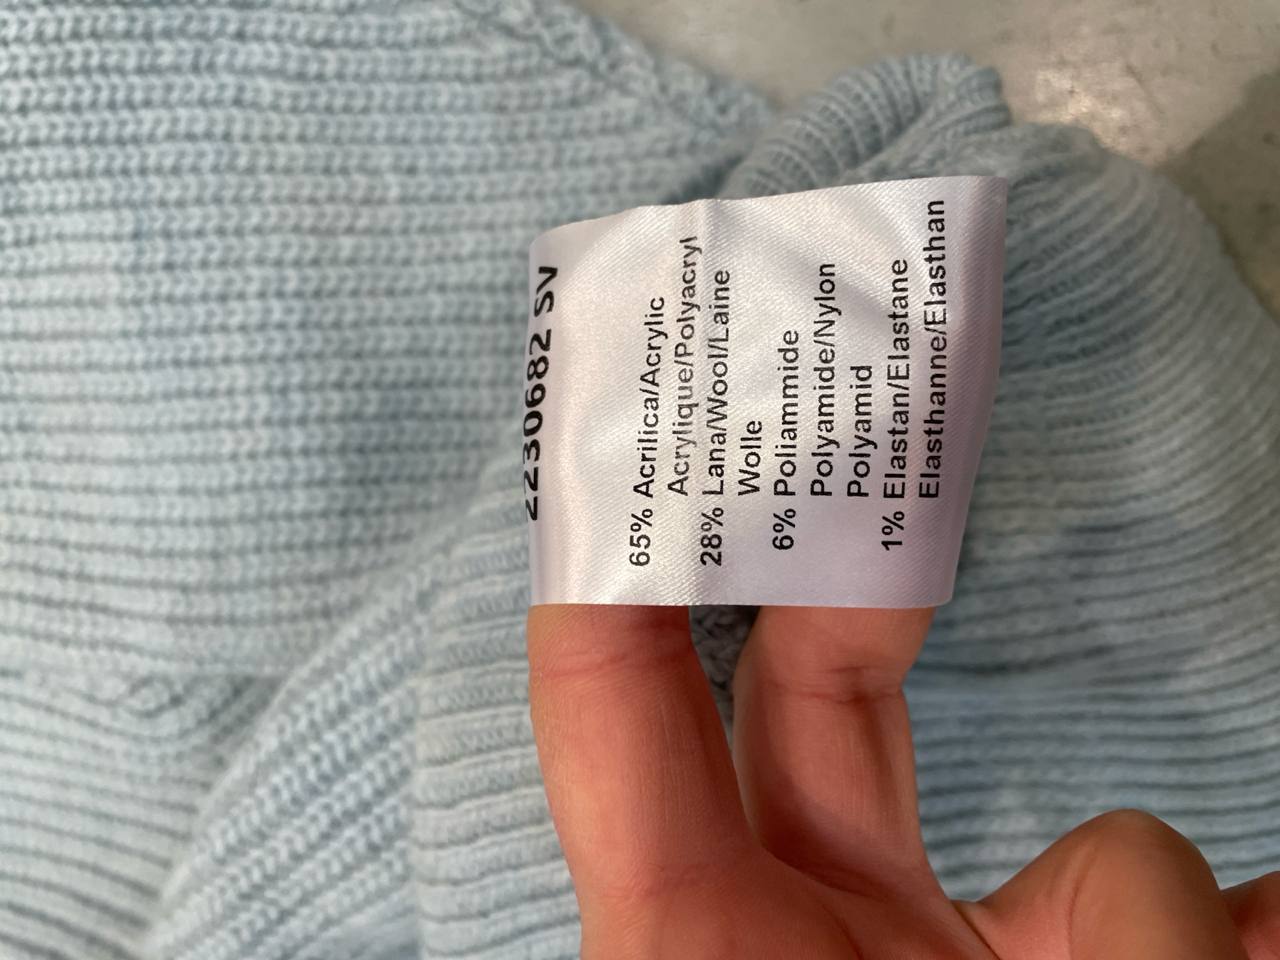 2230682 SV
65% Acrilica/Acrylic
Acrylique/Polyacryl
28% Lana/Wool/Laine
Wolle
6% Poliammide
Polyamide/Nylon
Polyamid
1% Elastan/Elastane
Elasthanne/Elasthan